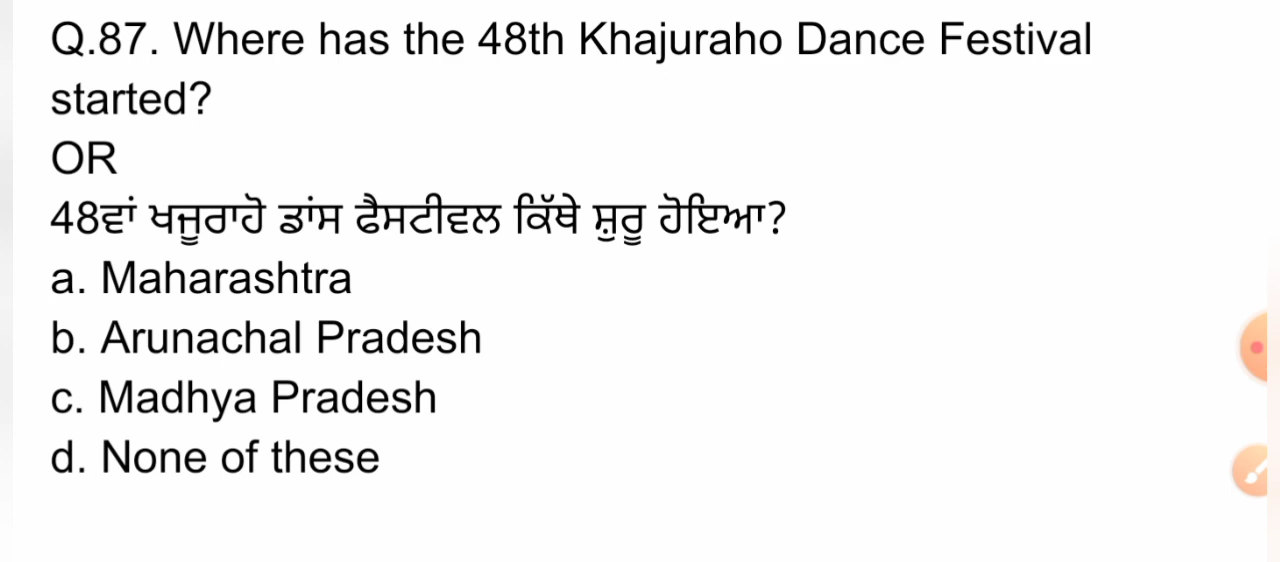 Q.87. Where has the 48th Khajuraho Dance Festival
started?
OR
48ਵਾਂ ਖਜੂਰਾਹੋ ਡਾਂਸ ਫੈਸਟੀਵਲ ਕਿੱਥੇ ਸ਼ੁਰੂ ਹੋਇਆ?
a. Maharashtra
b. Arunachal Pradesh
c. Madhya Pradesh
d. None of these